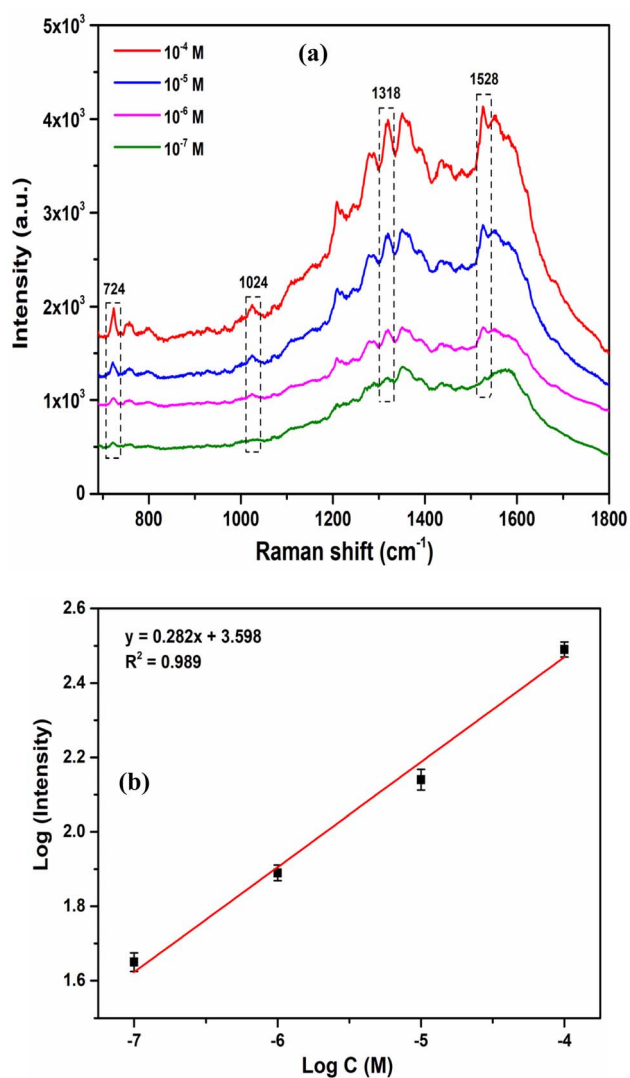 5x10³
(a)
10⁻⁴ M
10⁻⁵ M
10⁻⁶ M
10⁻⁷ M
1318
1528
4x10³
3x10³
2x10³
724
1024
1x10³
0
Intensity (a.u.)
800
1000
1200
1400
1600
1800
Raman shift (cm⁻¹)
2.6
y = 0.282x + 3.598
R² = 0.989
2.4
2.2
(b)
2.0
1.8
1.6
Log (Intensity)
-7
-6
-5
-4
Log C (M)